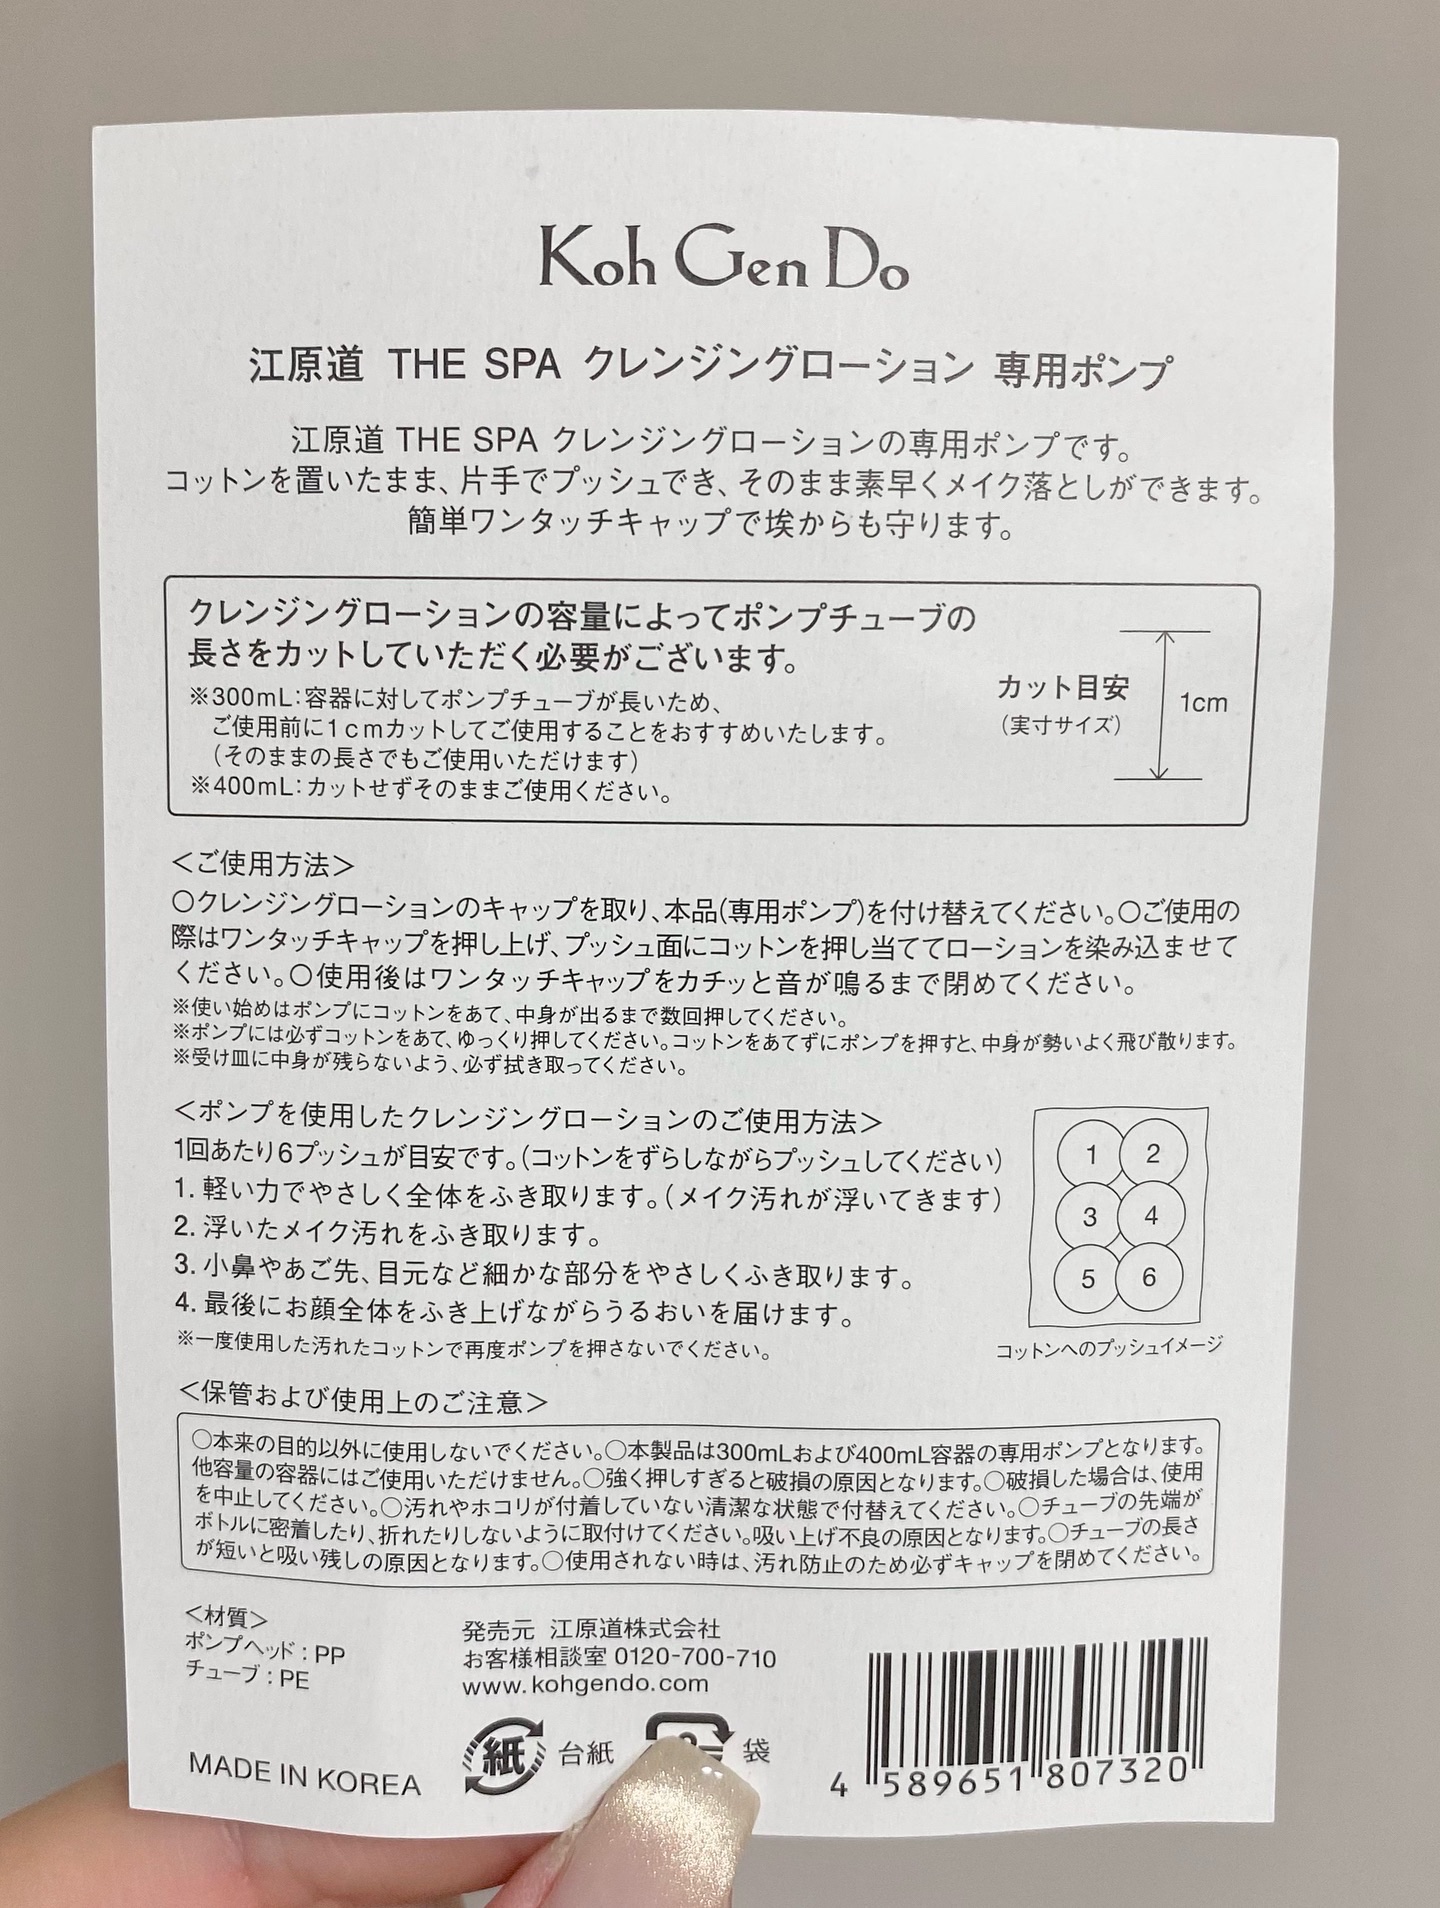 Koh Gen Do
江原道 THE SPA クレンジングローション 専用ポンプ
江原道 THE SPA クレンジングローションの専用ポンプです。
コットンを置いたまま、片手でプッシュでき、そのまま素早くメイク落としができます。
簡単ワンタッチキャップで埃からも守ります。
クレンジングローションの容量によってポンプチューブの
長さをカットしていただく必要がございます。
※300mL:容器に対してポンプチューブが長いため、
ご使用前に1cmカットしてご使用することをおすすめいたします。
(そのままの長さでもご使用いただけます)
※400mL:カットせずそのままご使用ください。
カット目安
(実寸サイズ)
1cm
<ご使用方法>
○クレンジングローションのキャップを取り、本品(専用ポンプ)を付け替えてください。○ご使用の
際はワンタッチキャップを押し上げ、プッシュ面にコットンを押し当ててローションを染み込ませて
ください。○使用後はワンタッチキャップをカチッと音が鳴るまで閉めてください。
※使い始めはポンプにコットンをあて、中身が出るまで数回押してください。
※ポンプには必ずコットンをあて、ゆっくり押してください。コットンをあてずにポンプを押すと、中身が勢いよく飛び散ります。
※受け皿に中身が残らないよう、必ず拭き取ってください。
<ポンプを使用したクレンジングローションのご使用方法>
1回あたり6プッシュが目安です。(コットンをずらしながらプッシュしてください)
1. 軽い力でやさしく全体をふき取ります。(メイク汚れが浮いてきます)
2. 浮いたメイク汚れをふき取ります。
3. 小鼻やあご先、目元など細かな部分をやさしくふき取ります。
4. 最後にお顔全体をふき上げながらうるおいを届けます。
※一度使用した汚れたコットンで再度ポンプを押さないでください。
1 2
3 4
5 6
コットンへのプッシュイメージ
<保管および使用上のご注意>
○本来の目的以外に使用しないでください。○本製品は300mLおよび400mL容器の専用ポンプとなります。
他容量の容器にはご使用いただけません。○強く押しすぎると破損の原因となります。○破損した場合は、使用
を中止してください。○汚れやホコリが付着していない清潔な状態で付替えてください。○チューブの先端が
ボトルに密着したり、折れたりしないように取付けてください。吸い上げ不良の原因となります。○チューブの長さ
が短いと吸い残しの原因となります。○使用されない時は、汚れ防止のため必ずキャップを閉めてください。
<材質>
ポンプヘッド:PP
チューブ:PE
発売元 江原道株式会社
お客様相談室 0120-700-710
www.kohgendo.com
MADE IN KOREA
紙 台紙
袋
4 589651 807320